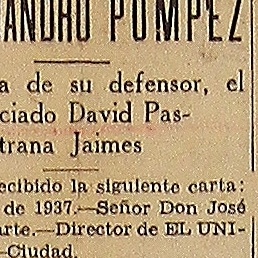 ANDRO POMPEZ
a de su defensor, el
ciado David Pas-
trana Jaimes
ecibido la siguiente carta:
de 1937.—Señor Don José
arte.—Director de EL UNI-
—Ciudad.